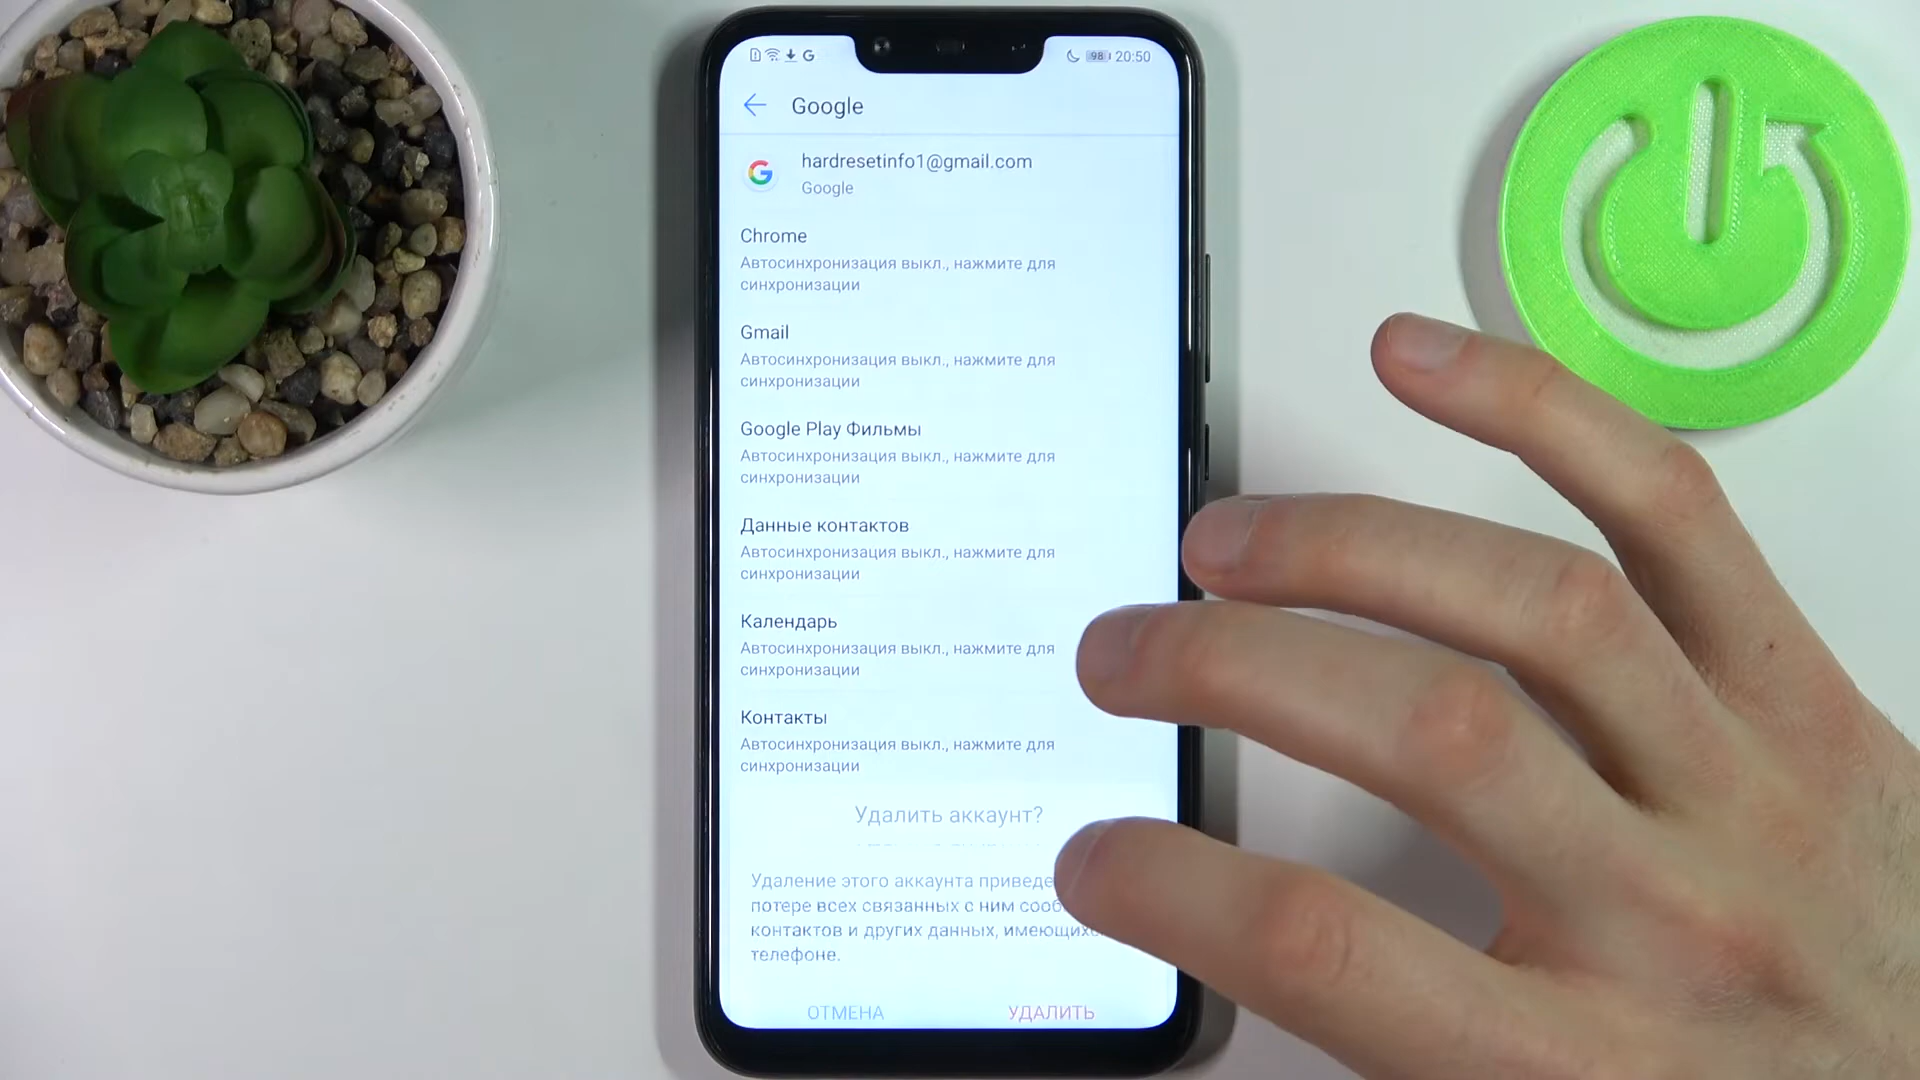 98 20:50
Google
hardresetinfo1@gmail.com
Google
Chrome
Автосинхронизация выкл., нажмите для
синхронизации
Gmail
Автосинхронизация выкл., нажмите для
синхронизации
Google Play Фильмы
Автосинхронизация выкл., нажмите для
синхронизации
Данные контактов
Автосинхронизация выкл., нажмите для
синхронизации
Календарь
Автосинхронизация выкл., нажмите для
синхронизации
Контакты
Автосинхронизация выкл., нажмите для
синхронизации
Удалить аккаунт?
Удаление этого аккаунта приведе
потере всех связанных с ним сооб
контактов и других данных, имеющихс
телефоне.
ОТМЕНА УДАЛИТЬ